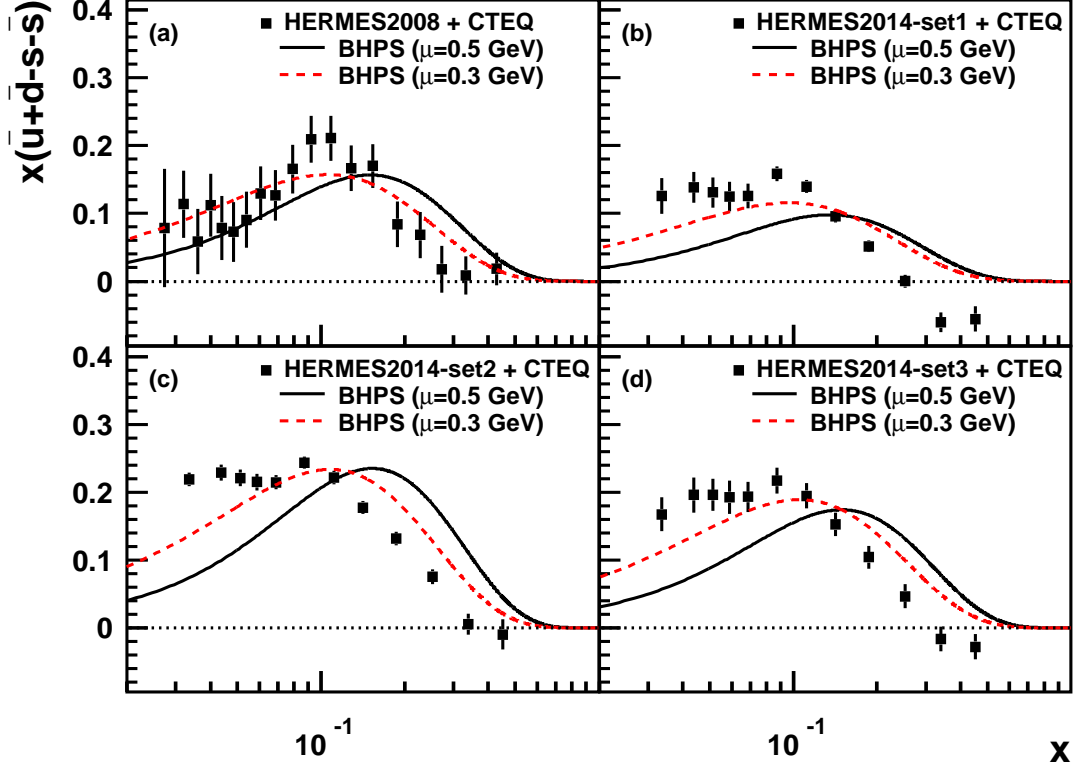 x(ū+d̄-s-s̄)
(a)
HERMES2008 + CTEQ
BHPS (μ=0.5 GeV)
BHPS (μ=0.3 GeV)
0.4
0.3
0.2
0.1
0
(b)
HERMES2014-set1 + CTEQ
BHPS (μ=0.5 GeV)
BHPS (μ=0.3 GeV)
(c)
HERMES2014-set2 + CTEQ
BHPS (μ=0.5 GeV)
BHPS (μ=0.3 GeV)
0.4
0.3
0.2
0.1
0
(d)
HERMES2014-set3 + CTEQ
BHPS (μ=0.5 GeV)
BHPS (μ=0.3 GeV)
10⁻¹
10⁻¹
x